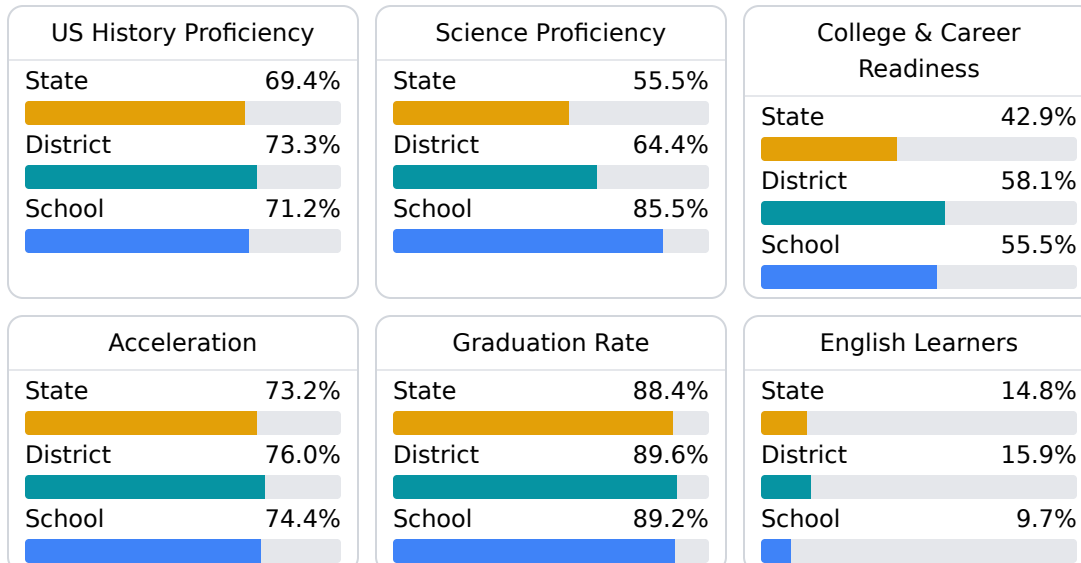 US History Proficiency
State 69.4%
District 73.3%
School 71.2%
Science Proficiency
State 55.5%
District 64.4%
School 85.5%
College & Career
Readiness
State 42.9%
District 58.1%
School 55.5%
Acceleration
State 73.2%
District 76.0%
School 74.4%
Graduation Rate
State 88.4%
District 89.6%
School 89.2%
English Learners
State 14.8%
District 15.9%
School 9.7%